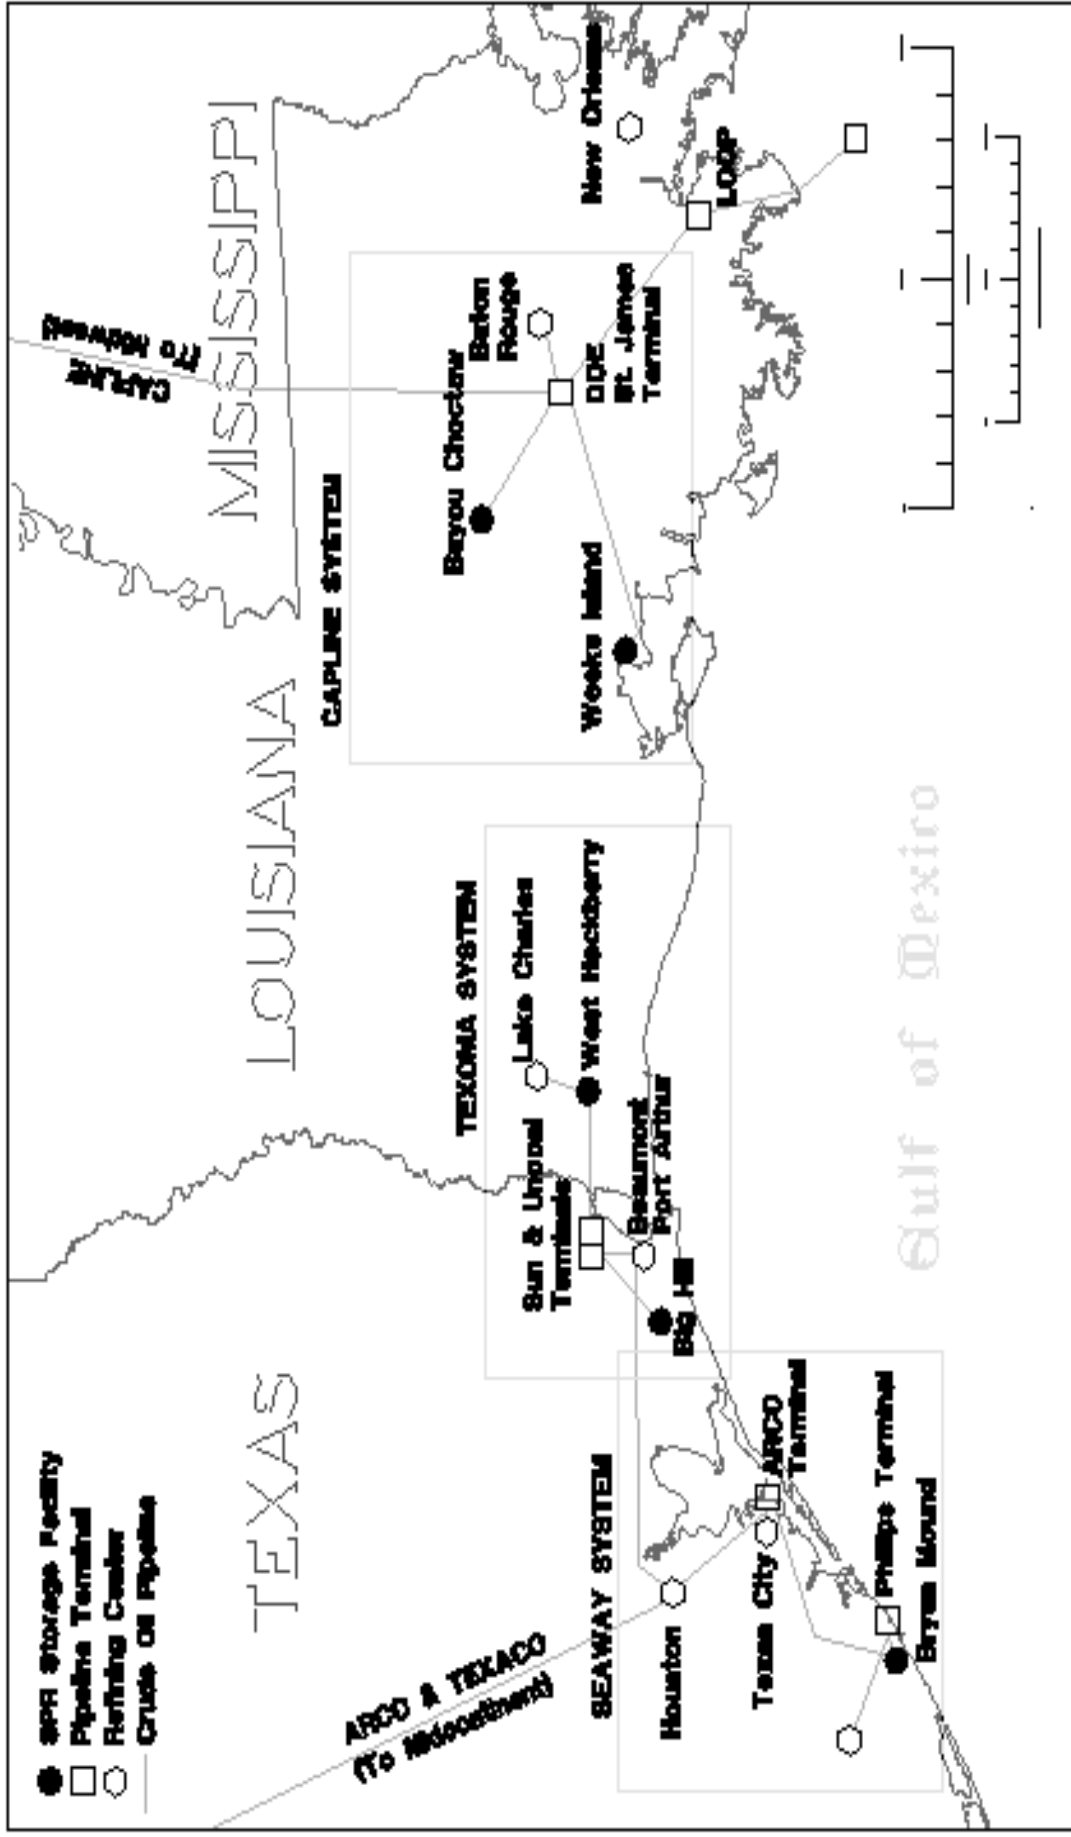 SPR Storage Facility
Pipeline Terminal
Refining Center
Crude Oil Pipeline
TEXAS
LOUISIANA
MISSISSIPPI
ARCO & TEXACO
(To Midcontinent)
CAPLINE
(To Midwest)
SEAWAY SYSTEM
Houston
Texas City
ARCO
Terminal
Phillips Terminal
Bryan Mound
TEXOMA SYSTEM
Lake Charles
West Hackberry
Sun & Unocal
Terminals
Beaumont
Port Arthur
Big Hill
CAPLINE SYSTEM
Bayou Choctaw
Baton
Rouge
Weeks Island
DOE
St. James
Terminal
New Orleans
LOOP
Gulf of Mexico